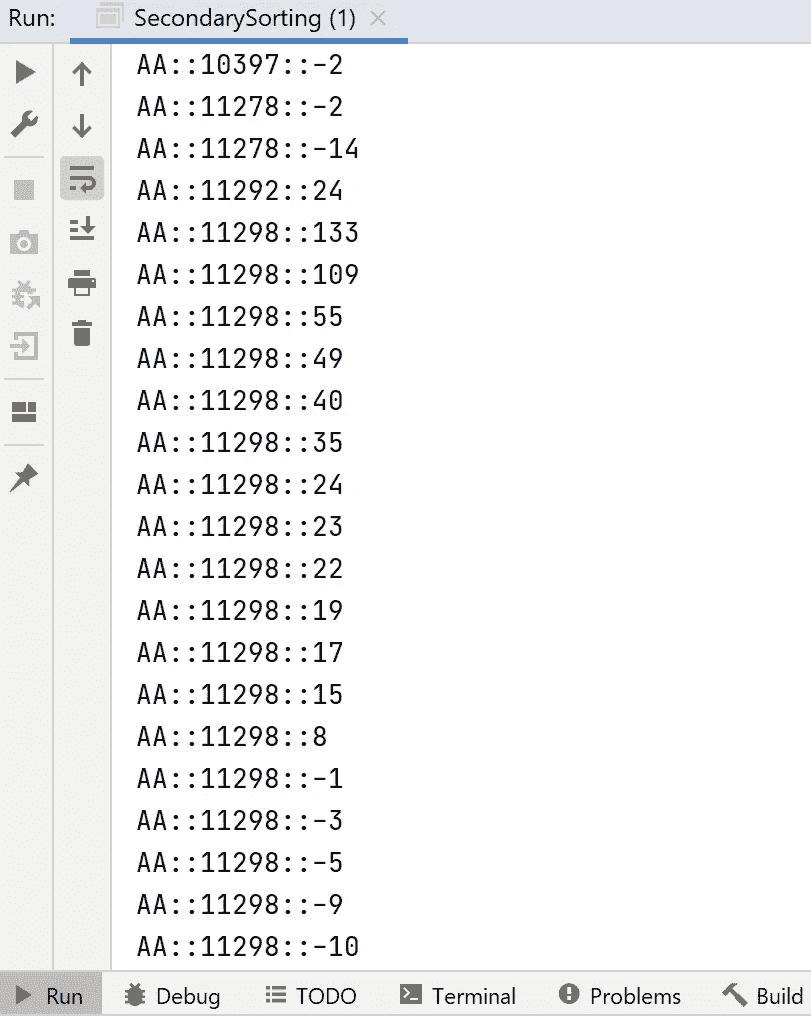 Run: SecondarySorting (1)
AA::10397::-2
AA::11278::-2
AA::11278::-14
AA::11292::24
AA::11298::133
AA::11298::109
AA::11298::55
AA::11298::49
AA::11298::40
AA::11298::35
AA::11298::24
AA::11298::23
AA::11298::22
AA::11298::19
AA::11298::17
AA::11298::15
AA::11298::8
AA::11298::-1
AA::11298::-3
AA::11298::-5
AA::11298::-9
AA::11298::-10
Run Debug TODO Terminal Problems Build